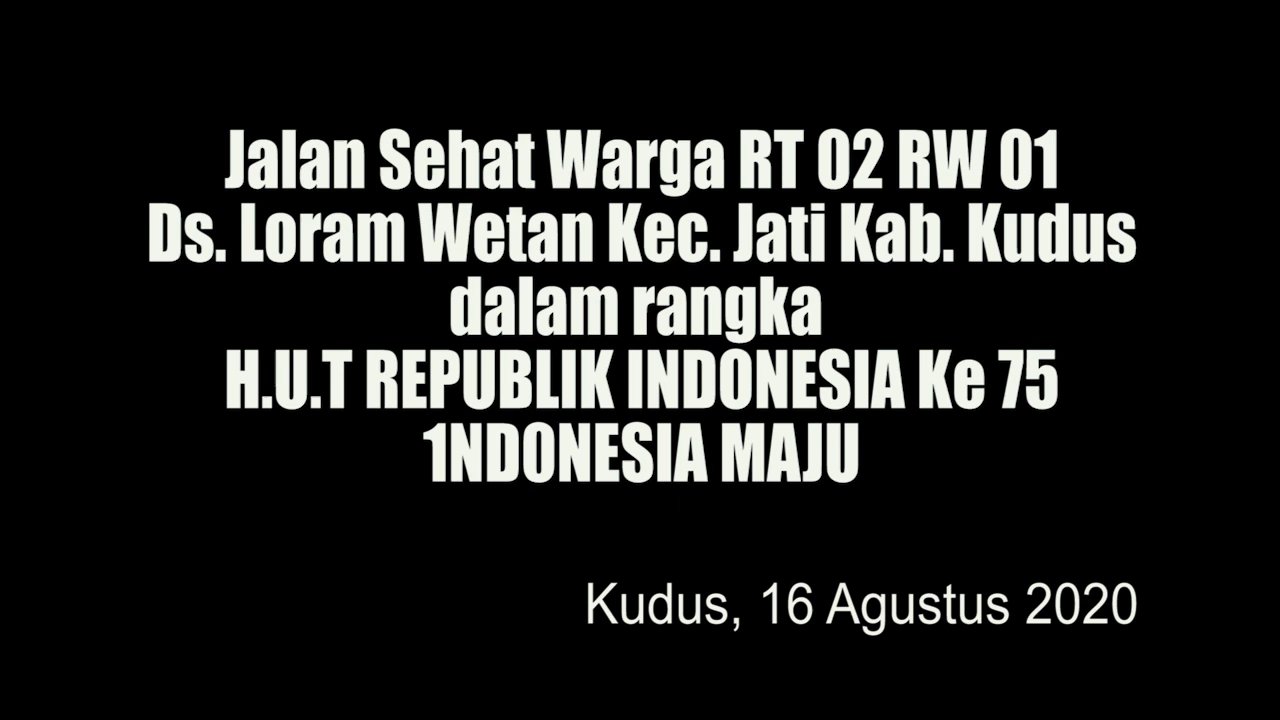 Jalan Sehat Warga RT 02 RW 01
Ds. Loram Wetan Kec. Jati Kab. Kudus
dalam rangka
H.U.T REPUBLIK INDONESIA Ke 75
1NDONESIA MAJU
Kudus, 16 Agustus 2020